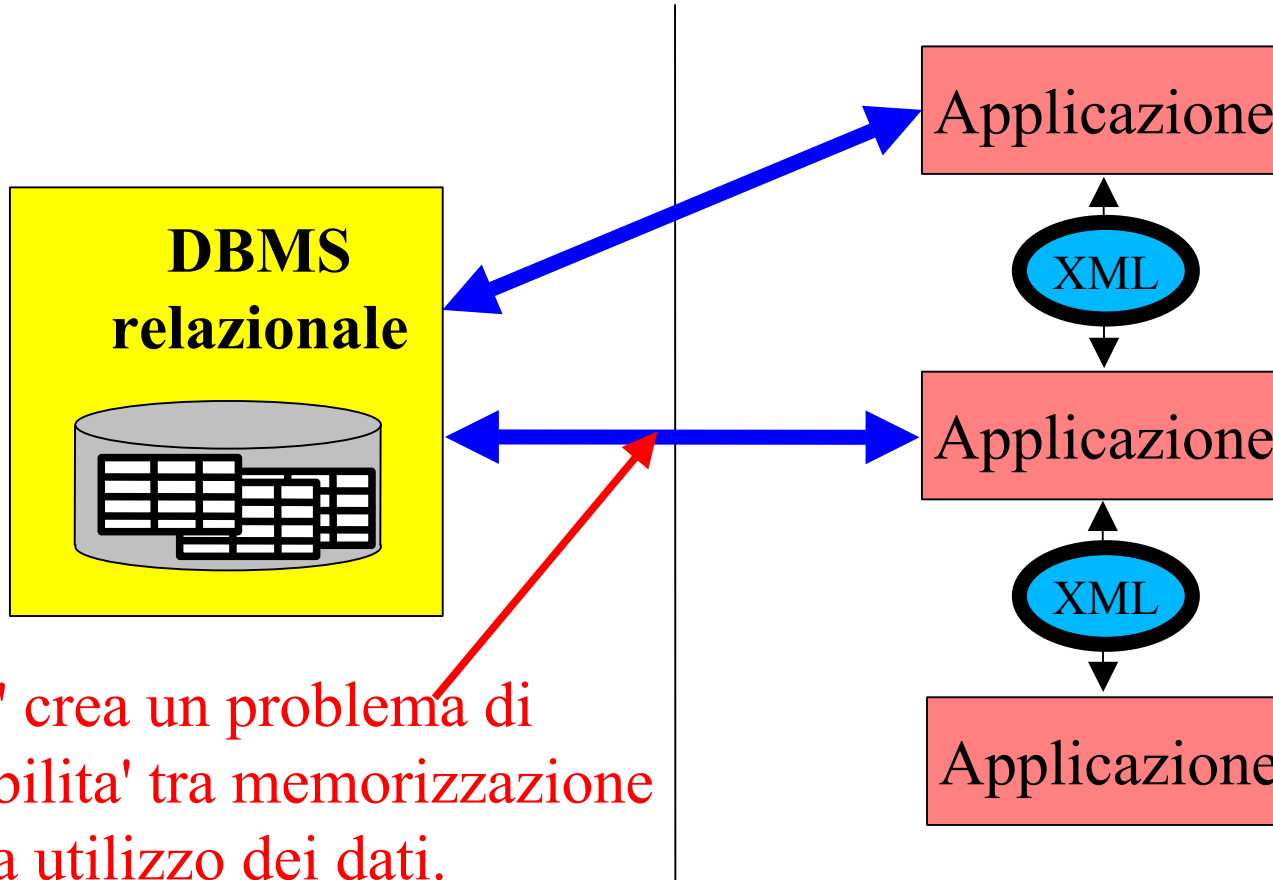 Applicazione
DBMS
relazionale
XML
Applicazione
XML
' crea un problema di
bilita' tra memorizzazione
a utilizzo dei dati.
Applicazione